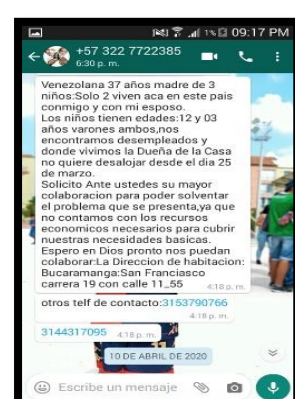 1% 09:17 PM
+57 322 7722385
6:30 p. m.
Venezolana 37 años madre de 3
niños:Solo 2 viven aca en este pais
conmigo y con mi esposo.
Los niños tienen edades:12 y 03
años varones ambos,nos
encontramos desempleados y
donde vivimos la Dueña de la Casa
no quiere desalojar desde el dia 25
de marzo.
Solicito Ante ustedes su mayor
colaboracion para poder solventar
el problema que se presenta,ya que
no contamos con los recursos
economicos necesarios para cubrir
nuestras necesidades basicas.
Espero en Dios pronto nos puedan
colaborar:La Direccion de habitacion:
Bucaramanga:San Franciasco
carrera 19 con calle 11_55
4:18 p. m.
otros telf de contacto:3153790766
4:18 p. m.
3144317095 4:18 p. m.
10 DE ABRIL DE 2020
Escribe un mensaje